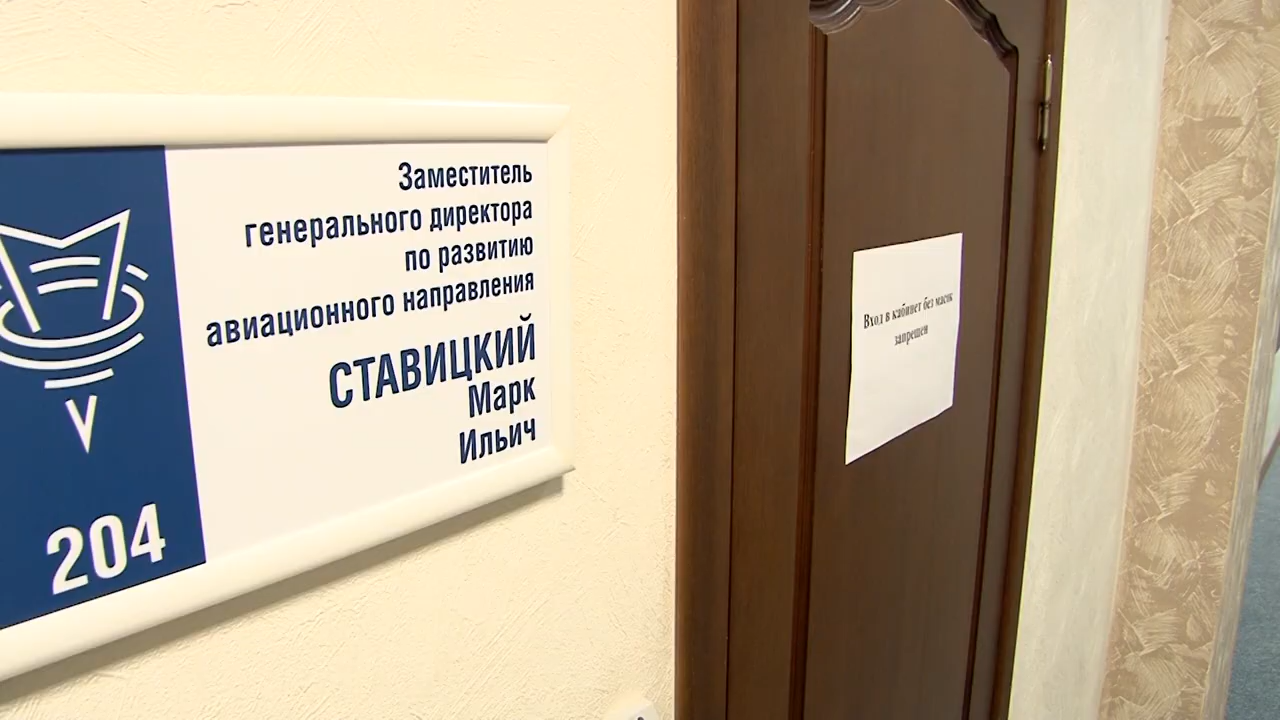 Заместитель
генерального директора
по развитию
авиационного направления
СТАВИЦКИЙ
Марк
Ильич
204
Вход в кабинет без масок
запрещен